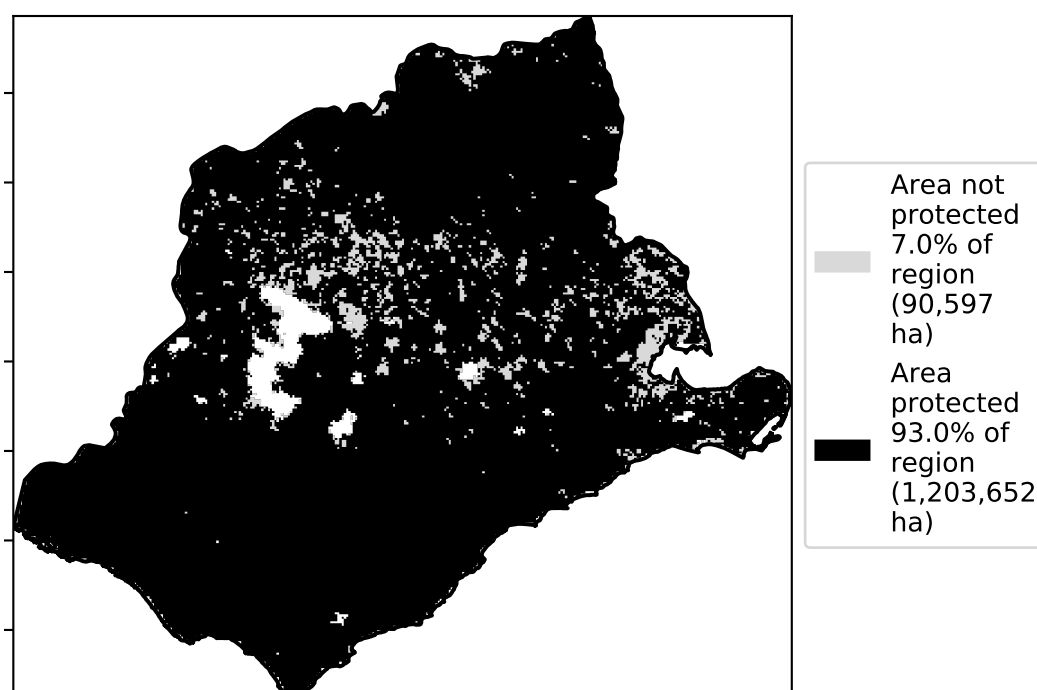 Area not
protected
7.0% of
region
(90,597
ha)
Area
protected
93.0% of
region
(1,203,652
ha)